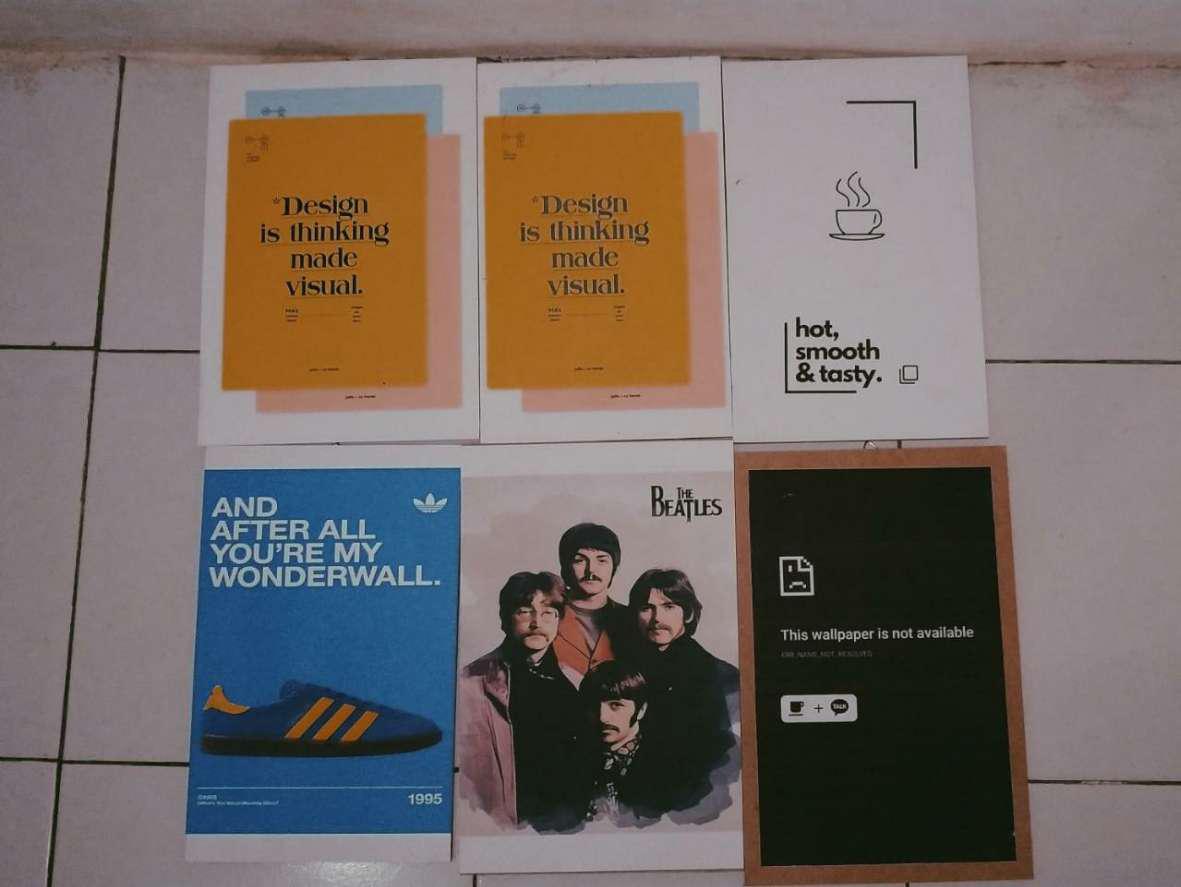 *Design
is thinking
made
visual.
*Design
is thinking
made
visual.
hot,
smooth
& tasty.
AND
AFTER ALL
YOU'RE MY
WONDERWALL.
1995
THE
BEATLES
This wallpaper is not available
ERR_NAME_NOT_RESOLVED
+ TALK